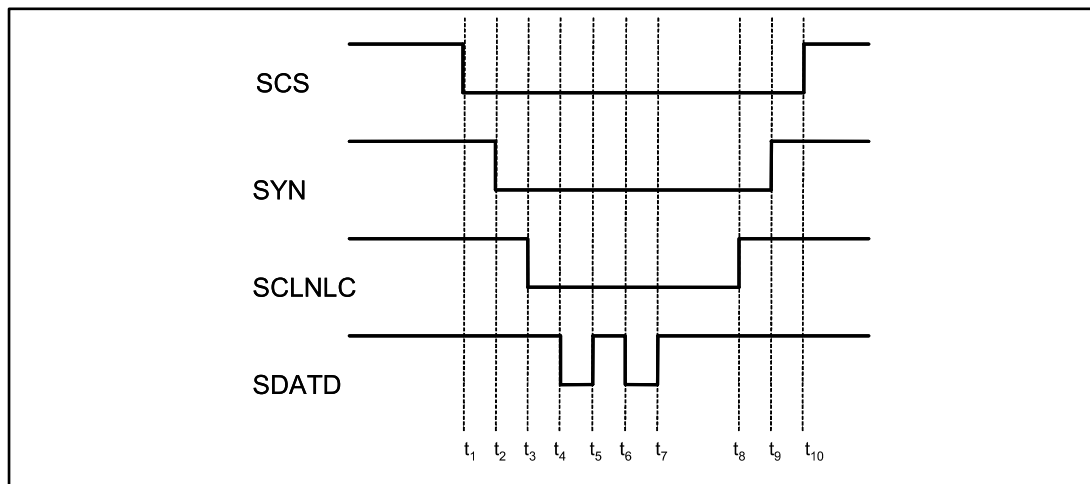 SCS
SYN
SCLNLC
SDATD
t1 t2 t3 t4 t5 t6 t7 t8 t9 t10